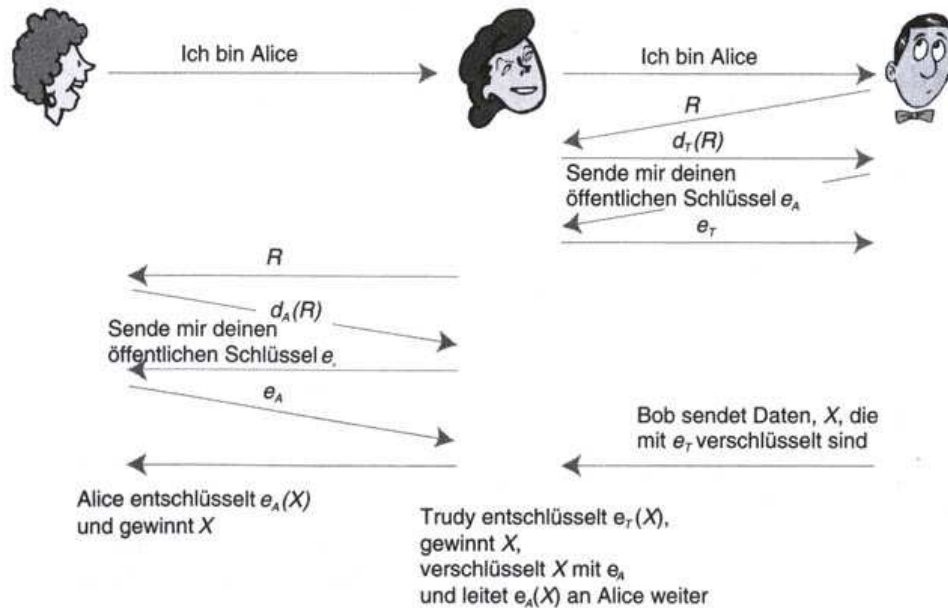 Ich bin Alice
Ich bin Alice
R
d_T(R)
Sende mir deinen
öffentlichen Schlüssel e_A
e_T
R
d_A(R)
Sende mir deinen
öffentlichen Schlüssel e
e_A
Bob sendet Daten, X, die
mit e_T verschlüsselt sind
Alice entschlüsselt e_A(X)
und gewinnt X
Trudy entschlüsselt e_T(X),
gewinnt X,
verschlüsselt X mit e_A
und leitet e_A(X) an Alice weiter